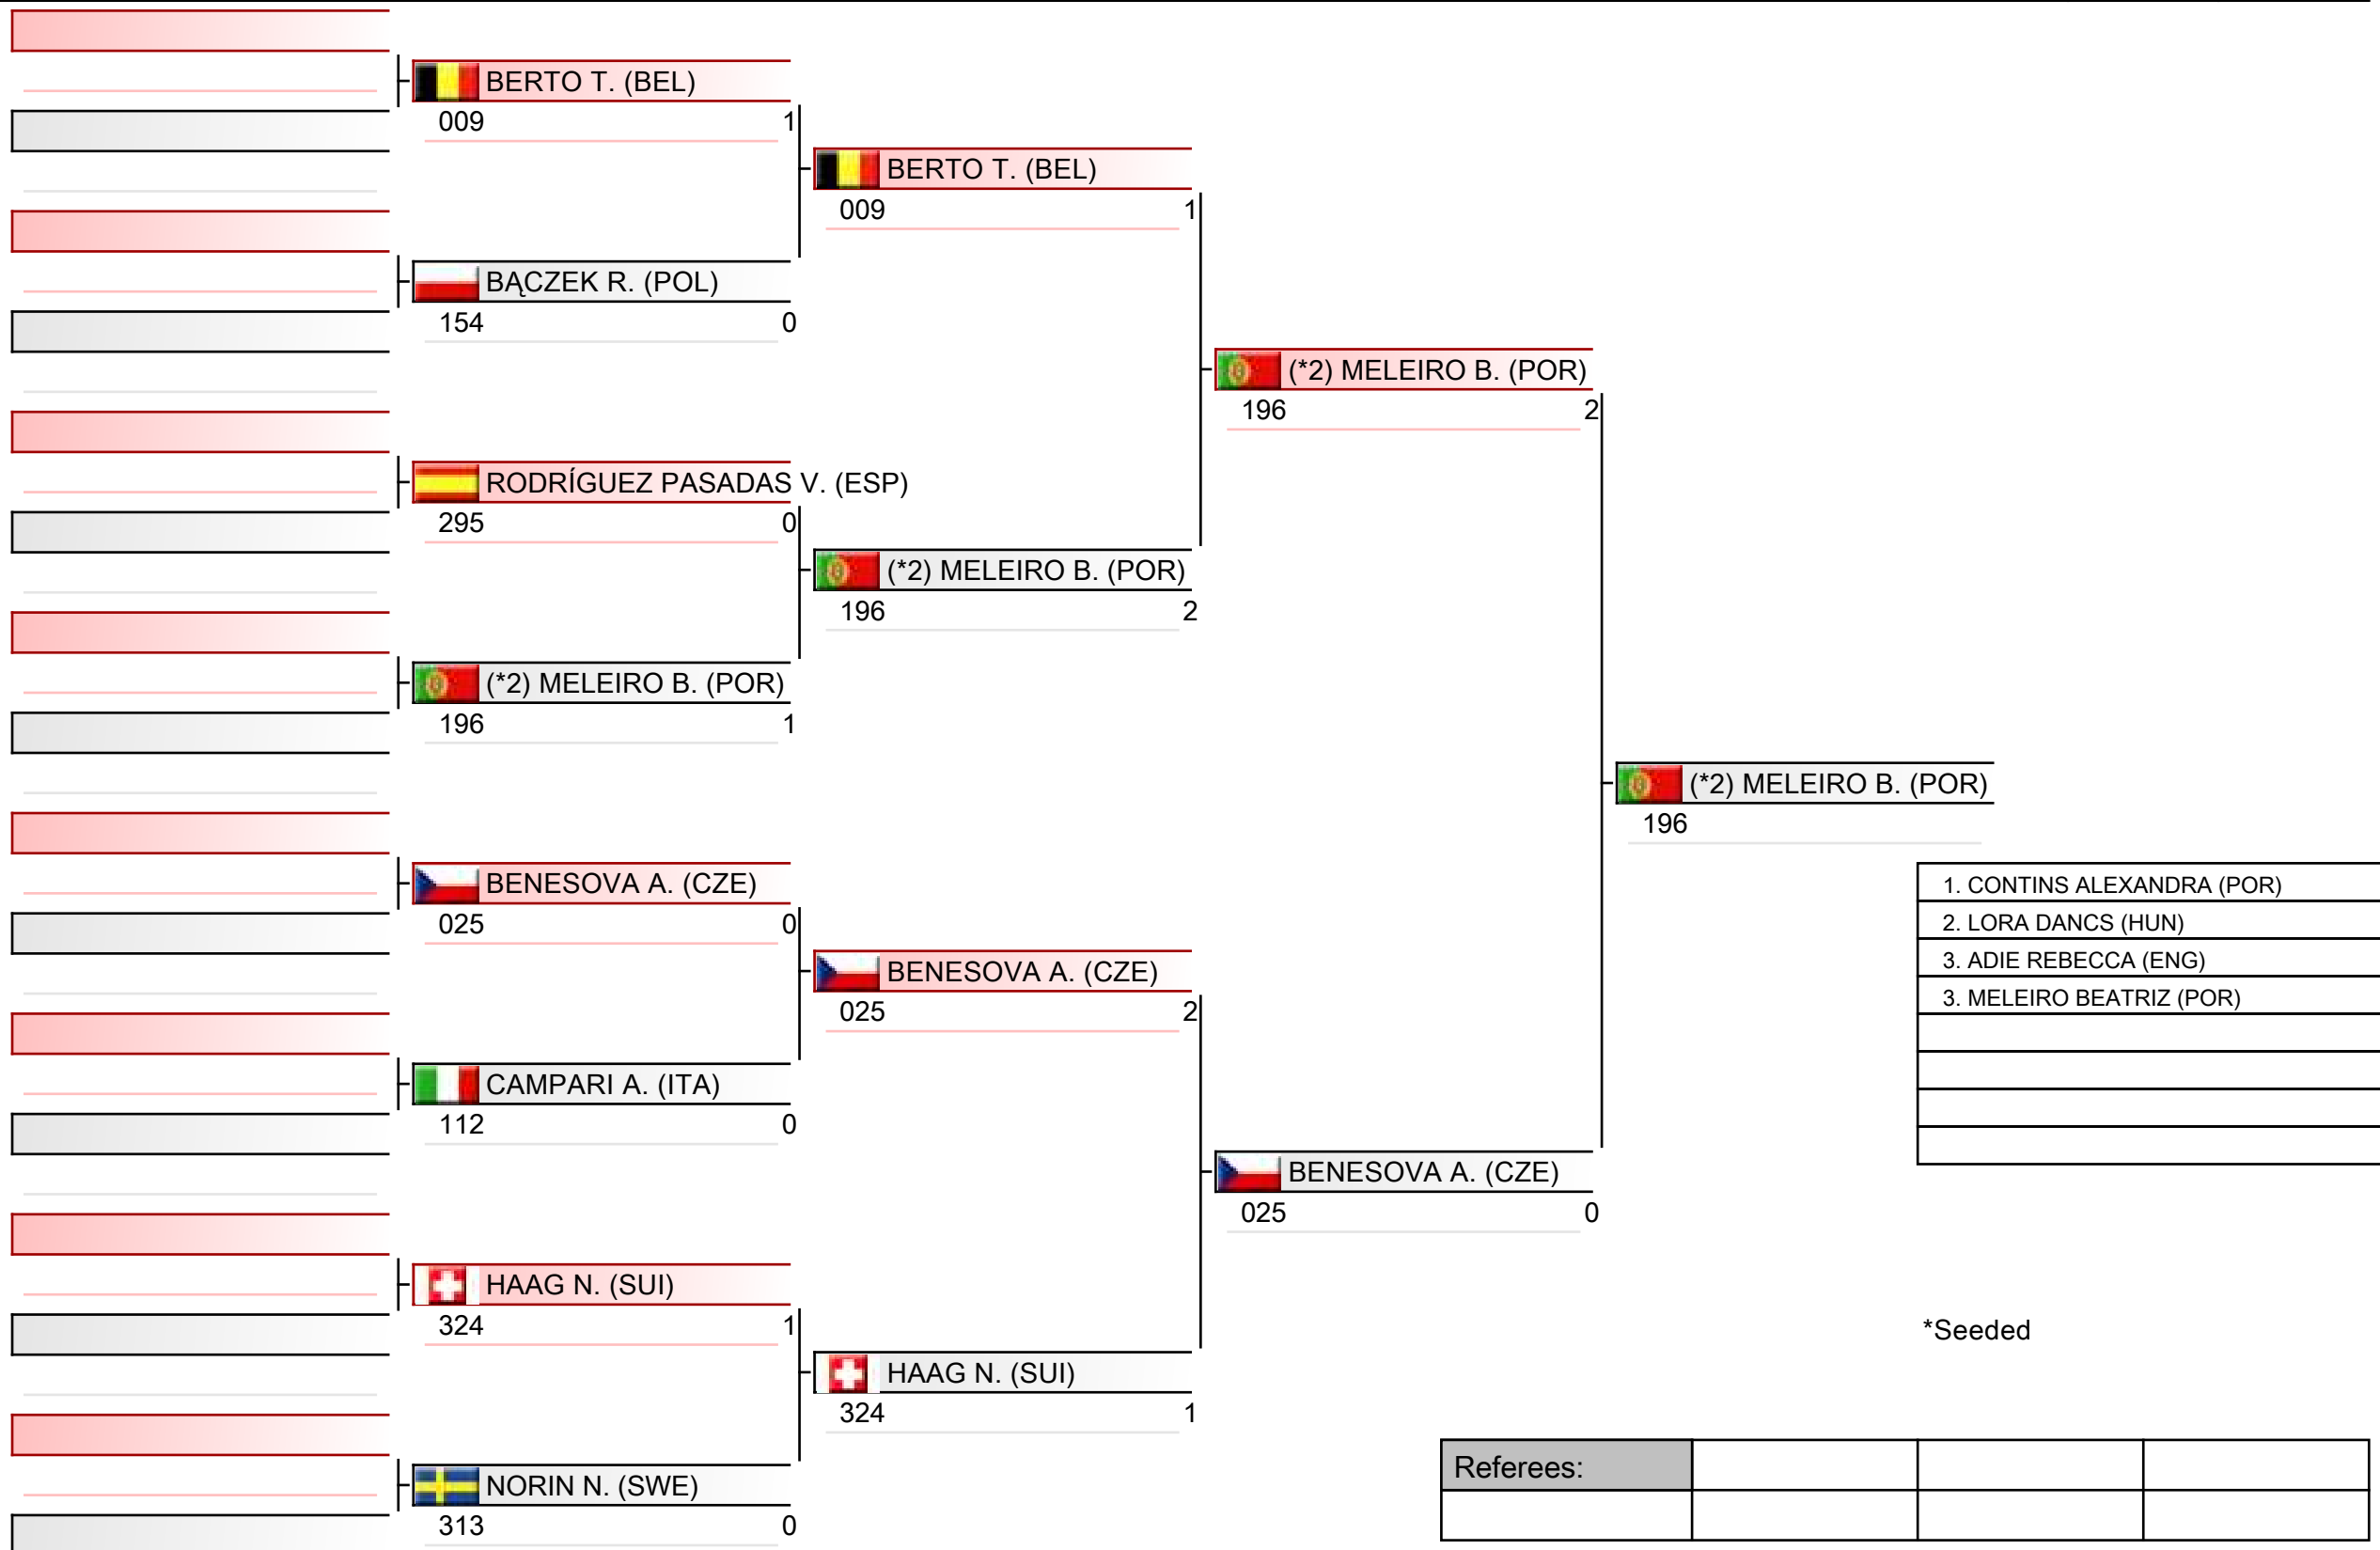 BERTO T. (BEL)
009 1
BĄCZEK R. (POL)
154 0
RODRÍGUEZ PASADAS V. (ESP)
295 0
(*2) MELEIRO B. (POR)
196 1
BENESOVA A. (CZE)
025 0
CAMPARI A. (ITA)
112 0
HAAG N. (SUI)
324 1
NORIN N. (SWE)
313 0
BERTO T. (BEL)
009 1
(*2) MELEIRO B. (POR)
196 2
BENESOVA A. (CZE)
025 2
HAAG N. (SUI)
324 1
(*2) MELEIRO B. (POR)
196 2
BENESOVA A. (CZE)
025 0
(*2) MELEIRO B. (POR)
196
1. CONTINS ALEXANDRA (POR)
2. LORA DANCS (HUN)
3. ADIE REBECCA (ENG)
3. MELEIRO BEATRIZ (POR)
*Seeded
Referees: